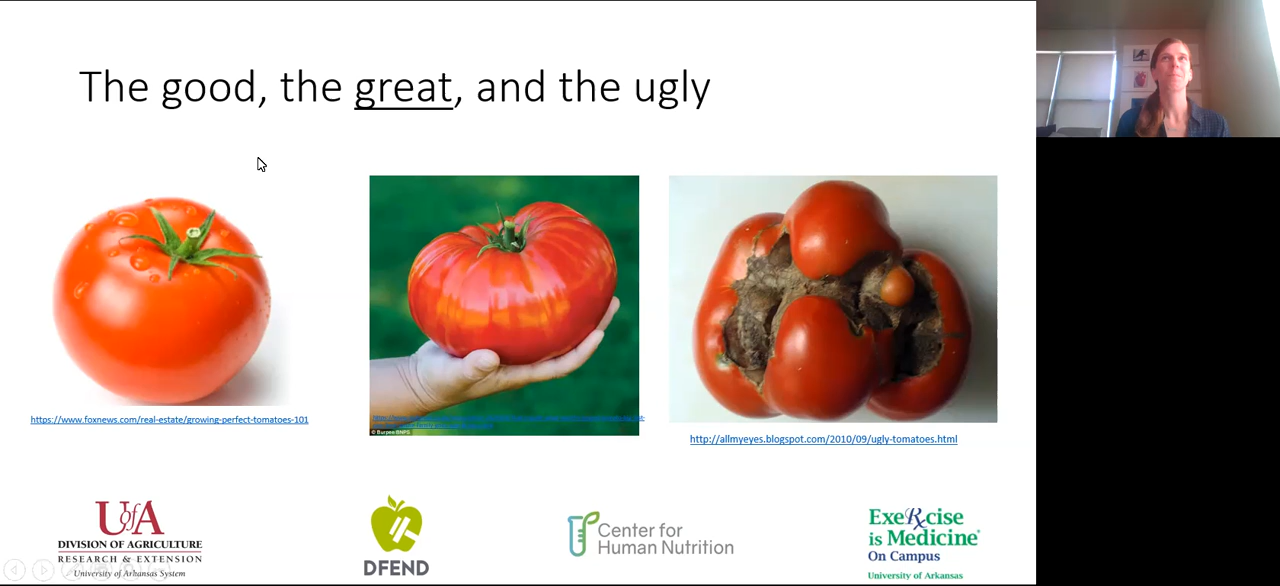 The good, the great, and the ugly
https://www.foxnews.com/real-estate/growing-perfect-tomatoes-101
© Burpee BNPS
http://allmyeyes.blogspot.com/2010/09/ugly-tomatoes.html
UofA
DIVISION OF AGRICULTURE
RESEARCH & EXTENSION
University of Arkansas System
DFEND
Center for
Human Nutrition
ExeRxcise
is Medicine®
On Campus
University of Arkansas